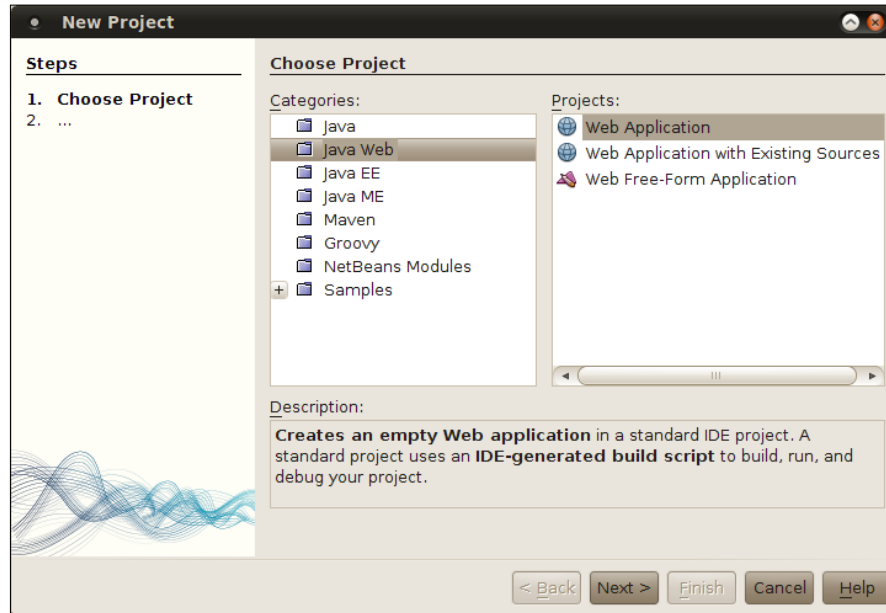 New Project
Steps
1. Choose Project
2. ...
Choose Project
Categories:
Java
Java Web
Java EE
Java ME
Maven
Groovy
NetBeans Modules
Samples
Projects:
Web Application
Web Application with Existing Sources
Web Free-Form Application
Description:
Creates an empty Web application in a standard IDE project. A
standard project uses an IDE-generated build script to build, run, and
debug your project.
< Back
Next >
Finish
Cancel
Help